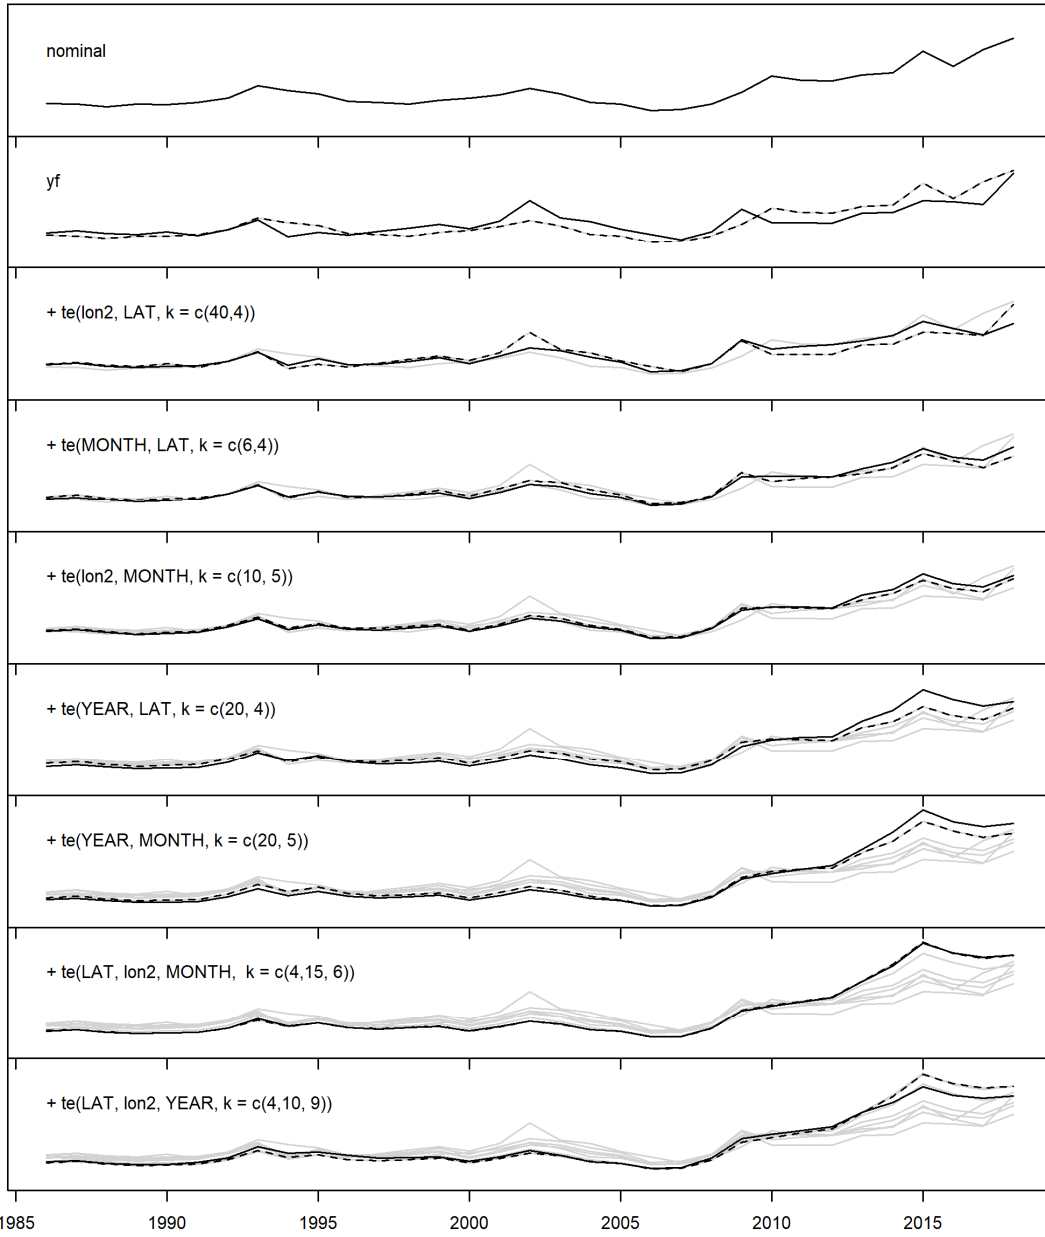 nominal
yf
+ te(lon2, LAT, k = c(40,4))
+ te(MONTH, LAT, k = c(6,4))
+ te(lon2, MONTH, k = c(10, 5))
+ te(YEAR, LAT, k = c(20, 4))
+ te(YEAR, MONTH, k = c(20, 5))
+ te(LAT, lon2, MONTH,  k = c(4,15, 6))
+ te(LAT, lon2, YEAR, k = c(4,10, 9))
1985 1990 1995 2000 2005 2010 2015